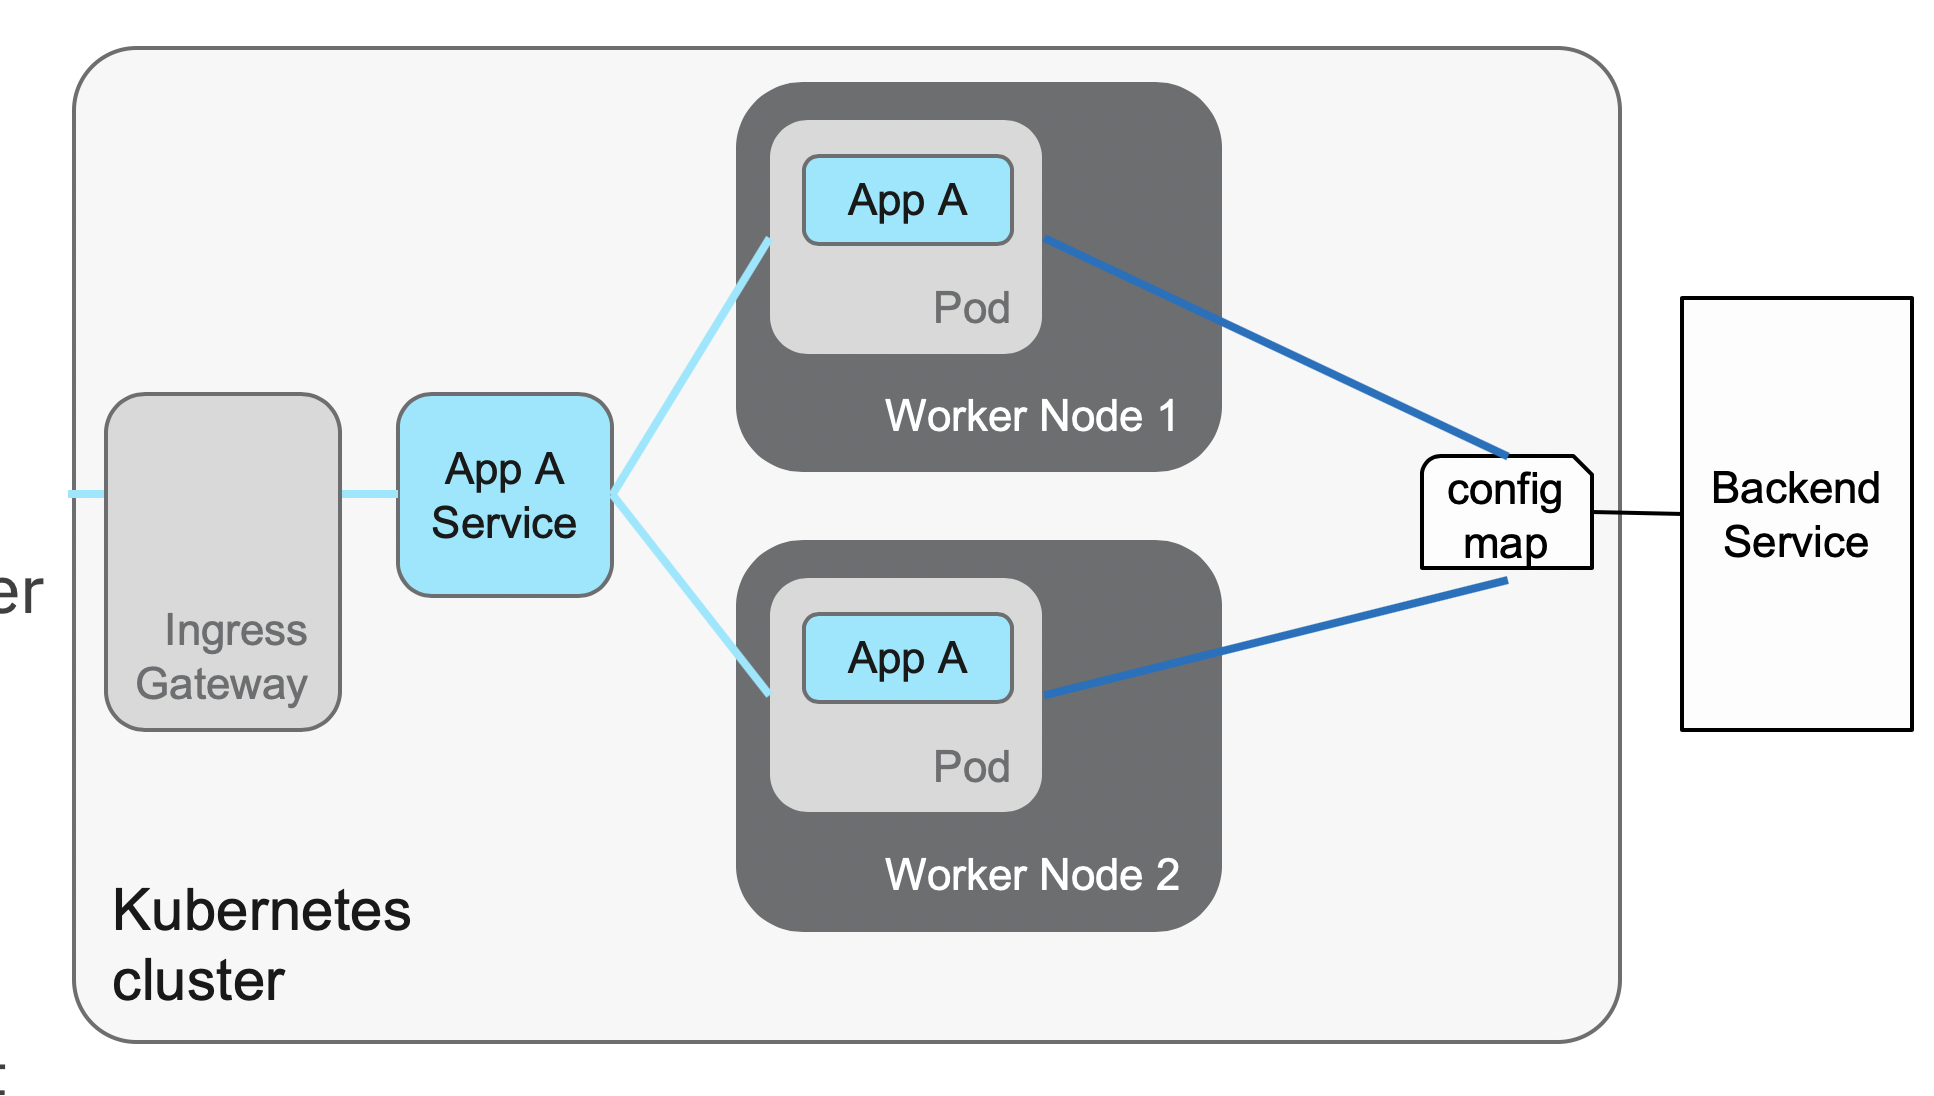 App A
Pod
Worker Node 1
App A
Service
Ingress
Gateway
config
map
Backend
Service
er
App A
Pod
Worker Node 2
Kubernetes
cluster